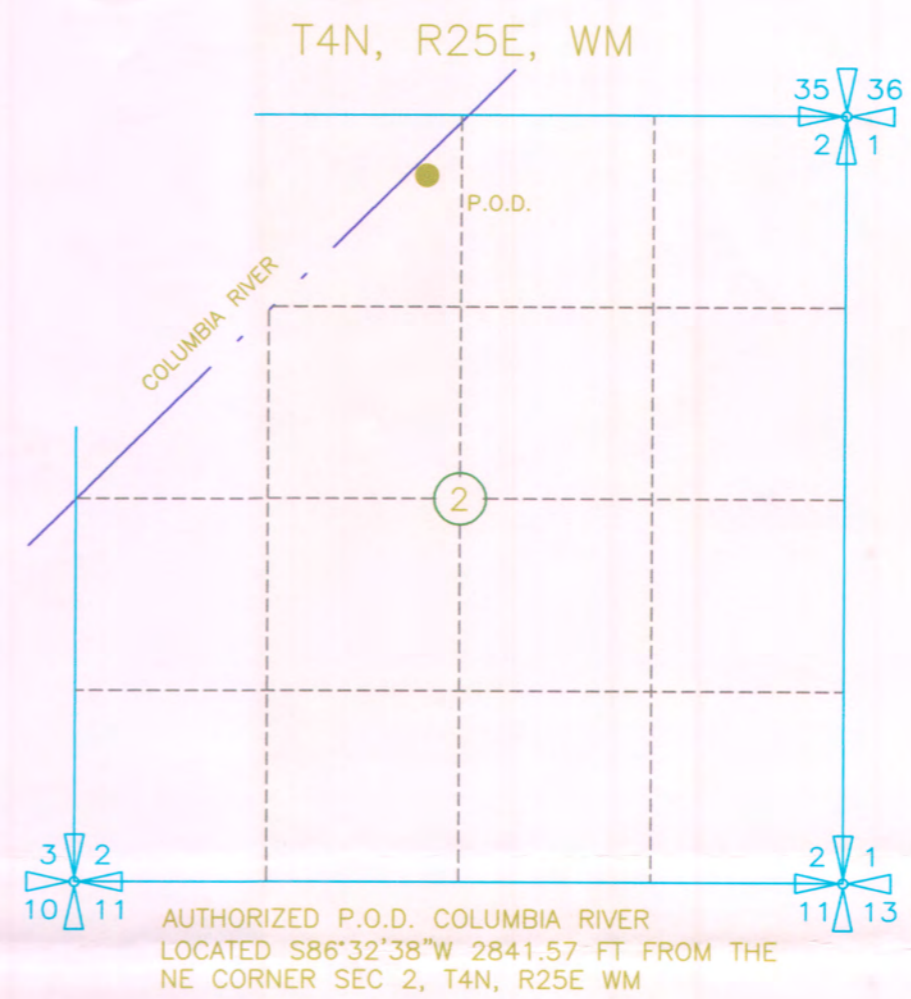 T4N, R25E, WM
35 36
2 1
P.O.D.
COLUMBIA RIVER
2
3 2
10 11
2 1
11 13
AUTHORIZED P.O.D. COLUMBIA RIVER
LOCATED S86°32'38"W 2841.57 FT FROM THE
NE CORNER SEC 2, T4N, R25E WM